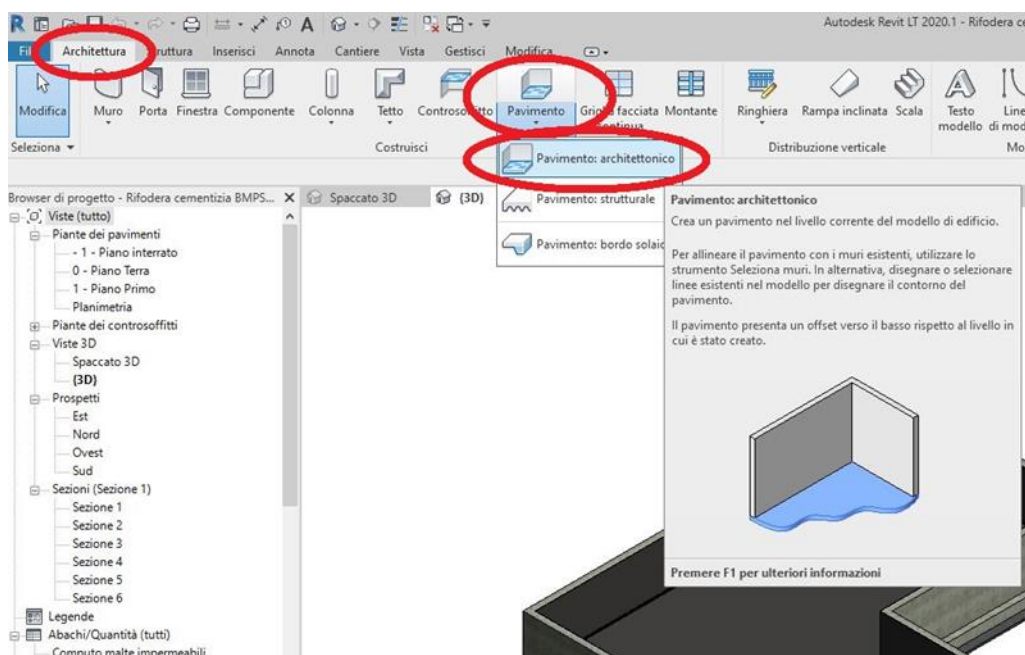 Autodesk Revit LT 2020.1 - Rifodera ce
Architettura
Inserisci Annota Cantiere Vista Gestisci Modifica
Modifica Muro Porta Finestra Componente Colonna Tetto Controsoffitto Pavimento facciata Montante Ringhiera Rampa inclinata Scala Testo modello
Seleziona Costruisci Distribuzione verticale
Pavimento: architettonico
Pavimento: strutturale
Pavimento: bordo solaio
Browser di progetto - Rifodera cementizia BMPS...
Spaccato 3D
(3D)
Viste (tutto)
Piante dei pavimenti
- 1 - Piano interrato
0 - Piano Terra
1 - Piano Primo
Planimetria
Piante dei controsoffitti
Viste 3D
Spaccato 3D
(3D)
Prospetti
Est
Nord
Ovest
Sud
Sezioni (Sezione 1)
Sezione 1
Sezione 2
Sezione 3
Sezione 4
Sezione 5
Sezione 6
Legende
Abachi/Quantità (tutti)
Computo malte impermeabili
Pavimento: architettonico
Crea un pavimento nel livello corrente del modello di edificio.
Per allineare il pavimento con i muri esistenti, utilizzare lo
strumento Seleziona muri. In alternativa, disegnare o selezionare
linee esistenti nel modello per disegnare il contorno del
pavimento.
Il pavimento presenta un offset verso il basso rispetto al livello in
cui è stato creato.
Premere F1 per ulteriori informazioni